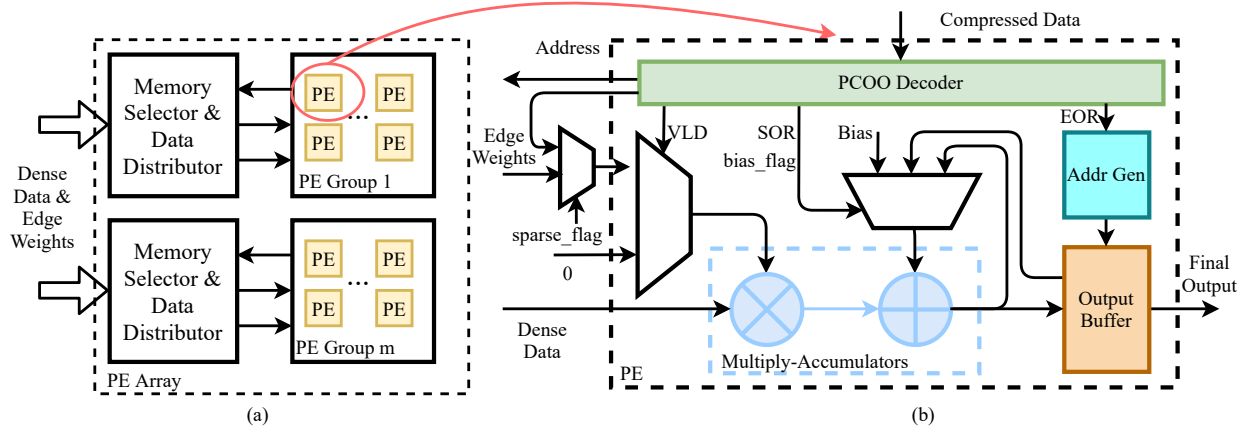 Dense
Data &
Edge
Weights
Memory
Selector &
Data
Distributor
PE
PE
...
PE
PE
PE Group 1
Memory
Selector &
Data
Distributor
PE
PE
...
PE
PE
PE Group m
PE Array
(a)
Compressed Data
Address
PCOO Decoder
Edge
Weights
VLD
SOR
bias_flag
Bias
EOR
Addr Gen
sparse_flag
0
Dense
Data
Multiply-Accumulators
Output
Buffer
Final
Output
PE
(b)